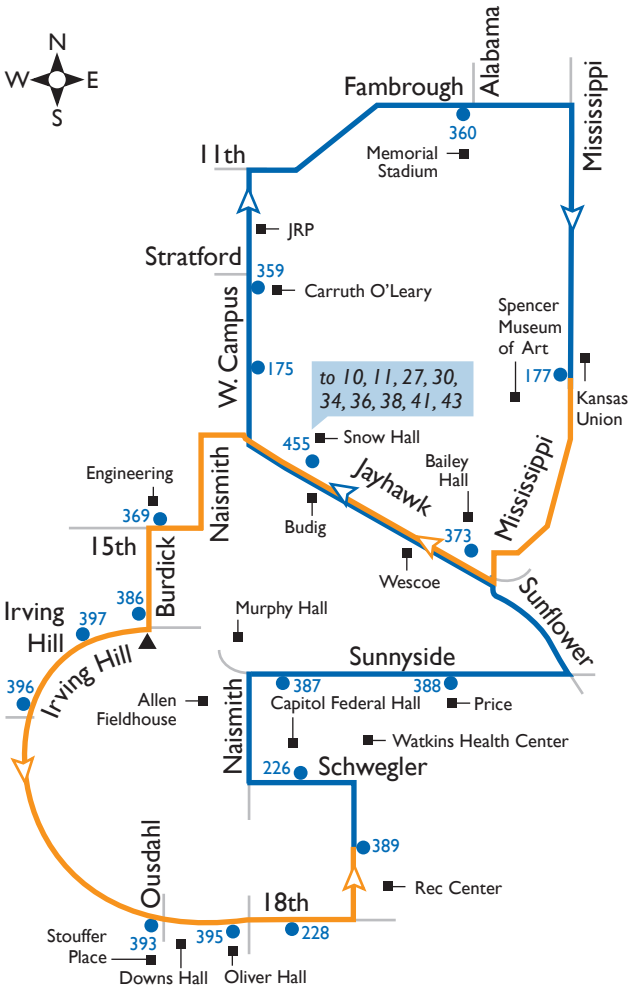 N
W
E
S
Fambrough
Alabama
Mississippi
360
Memorial
Stadium
11th
JRP
Stratford
359
Carruth O'Leary
W. Campus
175
Spencer
Museum
of Art
177
Kansas
Union
to 10, 11, 27, 30,
34, 36, 38, 41, 43
455
Snow Hall
Jayhawk
Budig
Bailey
Hall
373
Mississippi
Wescoe
Engineering
369
Naismith
15th
Burdick
386
Irving
Hill
397
Irving Hill
396
Murphy Hall
Sunnyside
Sunflower
387
388
Price
Allen
Fieldhouse
Naismith
Capitol Federal Hall
Watkins Health Center
226
Schwegler
389
Rec Center
Ousdahl
18th
393
395
228
Stouffer
Place
Downs Hall
Oliver Hall